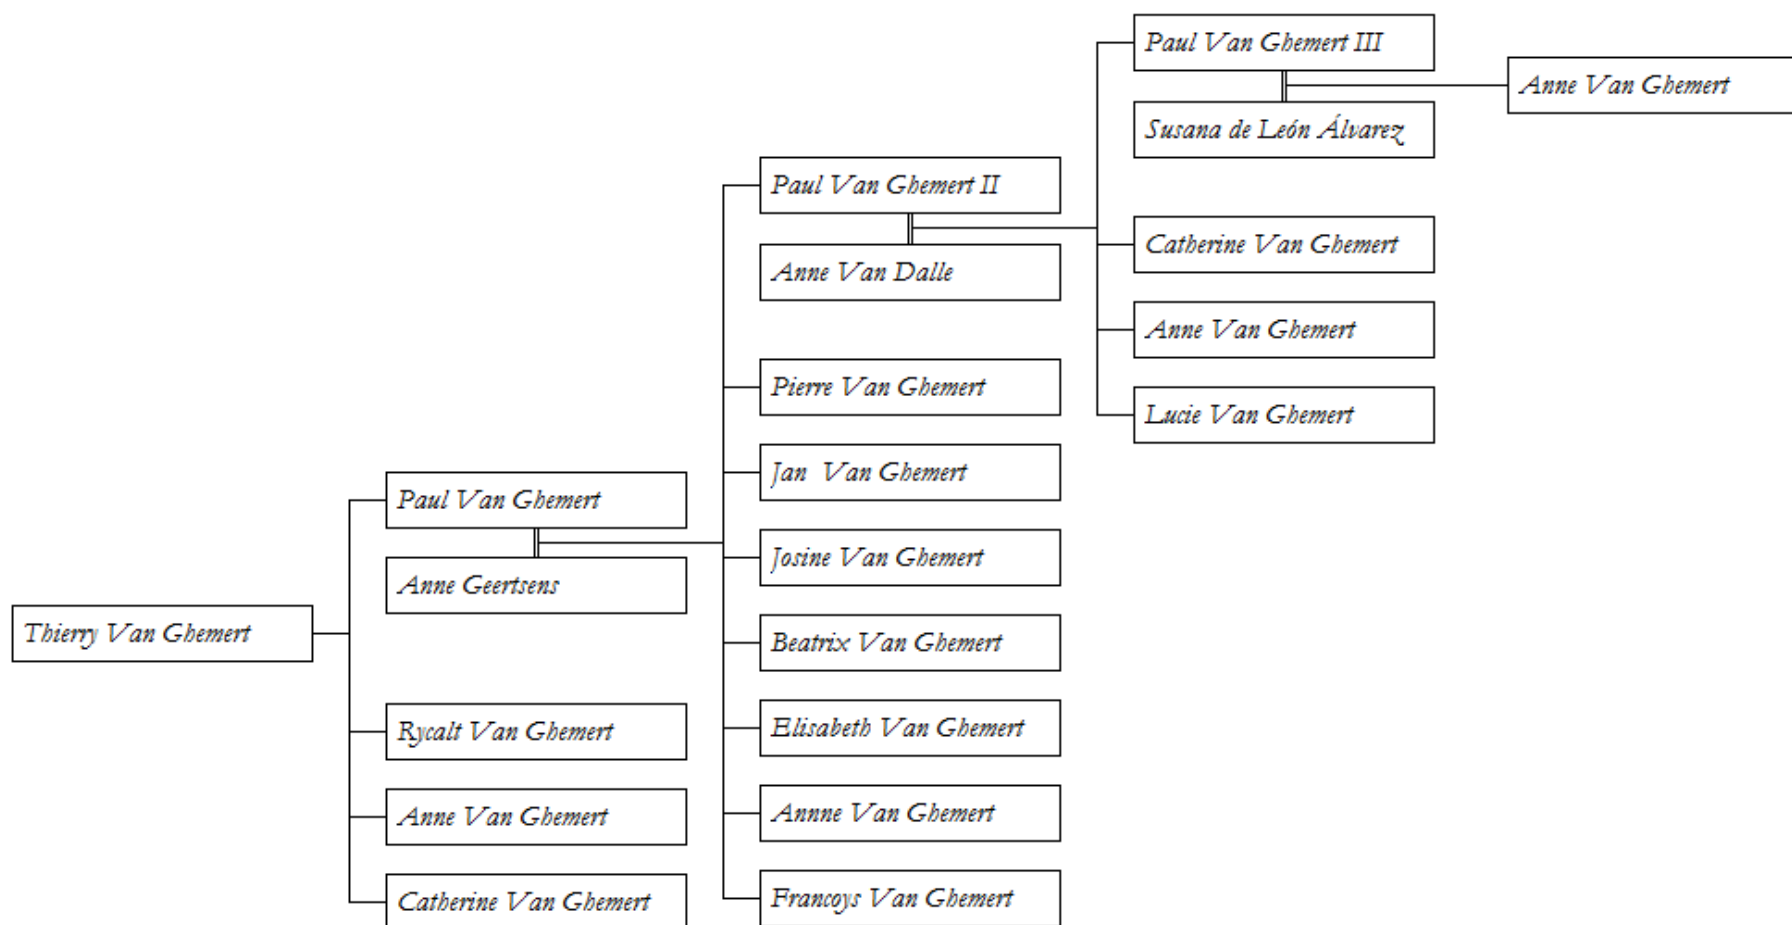 Paul Van Ghemert III
Anne Van Ghemert
Susana de León Álvarez
Paul Van Ghemert II
Catherine Van Ghemert
Anne Van Dalle
Anne Van Ghemert
Pierre Van Ghemert
Lucie Van Ghemert
Jan Van Ghemert
Paul Van Ghemert
Josine Van Ghemert
Anne Geertsens
Thierry Van Ghemert
Beatrix Van Ghemert
Elisabeth Van Ghemert
Rycalt Van Ghemert
Annne Van Ghemert
Anne Van Ghemert
Francoys Van Ghemert
Catherine Van Ghemert